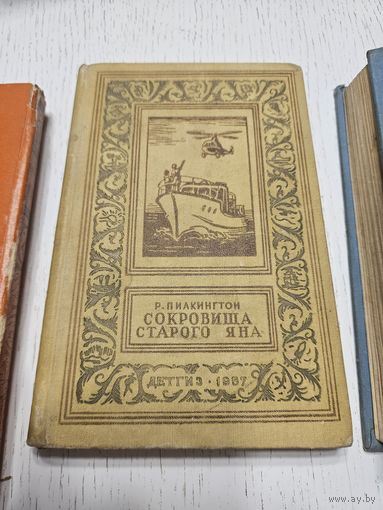 Р. ПИЛКИНГТОН
СОКРОВИЩА
СТАРОГО ЯНА
ДЕТГИЗ · 1957
www.ay.by